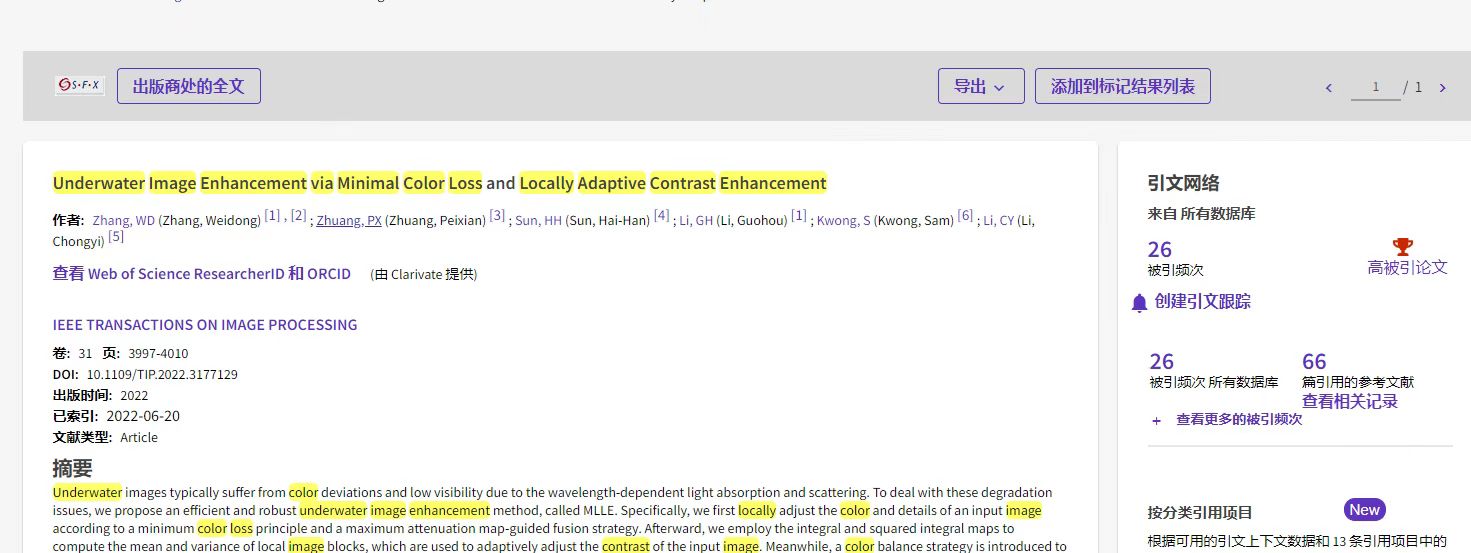 S·F·X 出版商处的全文 导出 添加到标记结果列表 1 / 1
Underwater Image Enhancement via Minimal Color Loss and Locally Adaptive Contrast Enhancement
作者: Zhang, WD (Zhang, Weidong) [1] , [2] ; Zhuang, PX (Zhuang, Peixian) [3] ; Sun, HH (Sun, Hai-Han) [4] ; Li, GH (Li, Guohou) [1] ; Kwong, S (Kwong, Sam) [6] ; Li, CY (Li,
Chongyi) [5]
查看 Web of Science ResearcherID 和 ORCID (由 Clarivate 提供)
IEEE TRANSACTIONS ON IMAGE PROCESSING
卷: 31 页: 3997-4010
DOI: 10.1109/TIP.2022.3177129
出版时间: 2022
已索引: 2022-06-20
文献类型: Article
摘要
Underwater images typically suffer from color deviations and low visibility due to the wavelength-dependent light absorption and scattering. To deal with these degradation
issues, we propose an efficient and robust underwater image enhancement method, called MLLE. Specifically, we first locally adjust the color and details of an input image
according to a minimum color loss principle and a maximum attenuation map-guided fusion strategy. Afterward, we employ the integral and squared integral maps to
compute the mean and variance of local image blocks, which are used to adaptively adjust the contrast of the input image. Meanwhile, a color balance strategy is introduced to
引文网络
来自 所有数据库
26
被引频次
高被引论文
创建引文跟踪
26
被引频次 所有数据库
66
篇引用的参考文献
查看相关记录
+ 查看更多的被引频次
按分类引用项目 New
根据可用的引文上下文数据和 13 条引用项目中的